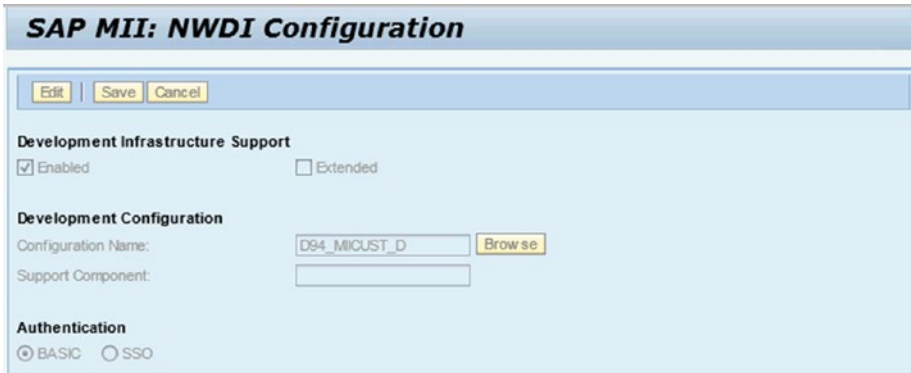 SAP MII: NWDI Configuration
Edit | Save Cancel
Development Infrastructure Support
Enabled Extended
Development Configuration
Configuration Name: D94_MIICUST_D Browse
Support Component:
Authentication
BASIC SSO